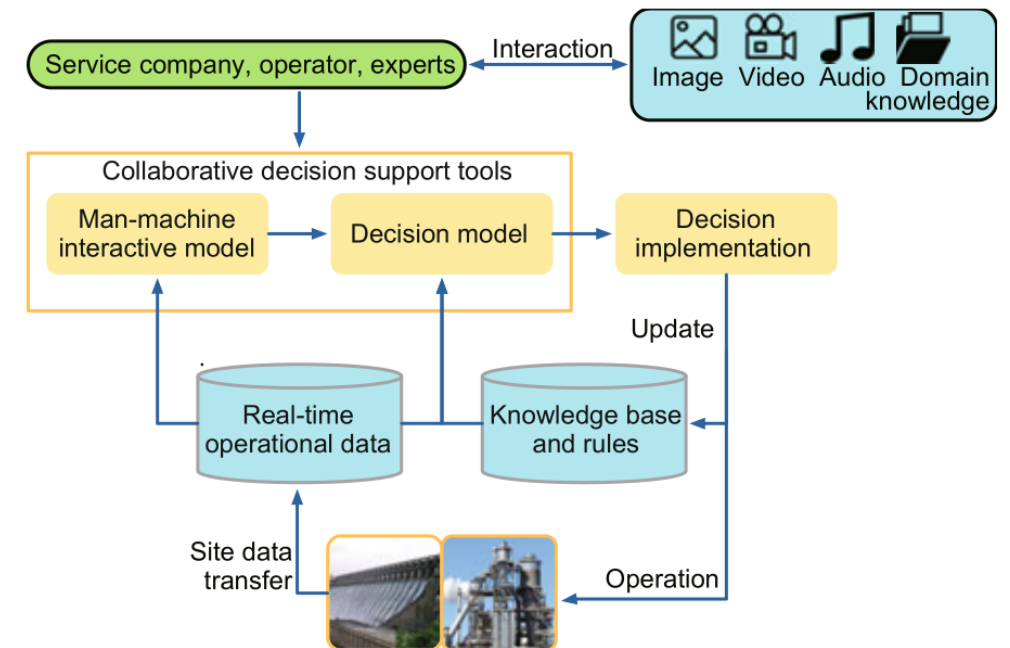 Service company, operator, experts
Interaction
Image Video Audio Domain
knowledge
Collaborative decision support tools
Man-machine
interactive model
Decision model
Decision
implementation
Update
Real-time
operational data
Knowledge base
and rules
Site data
transfer
Operation